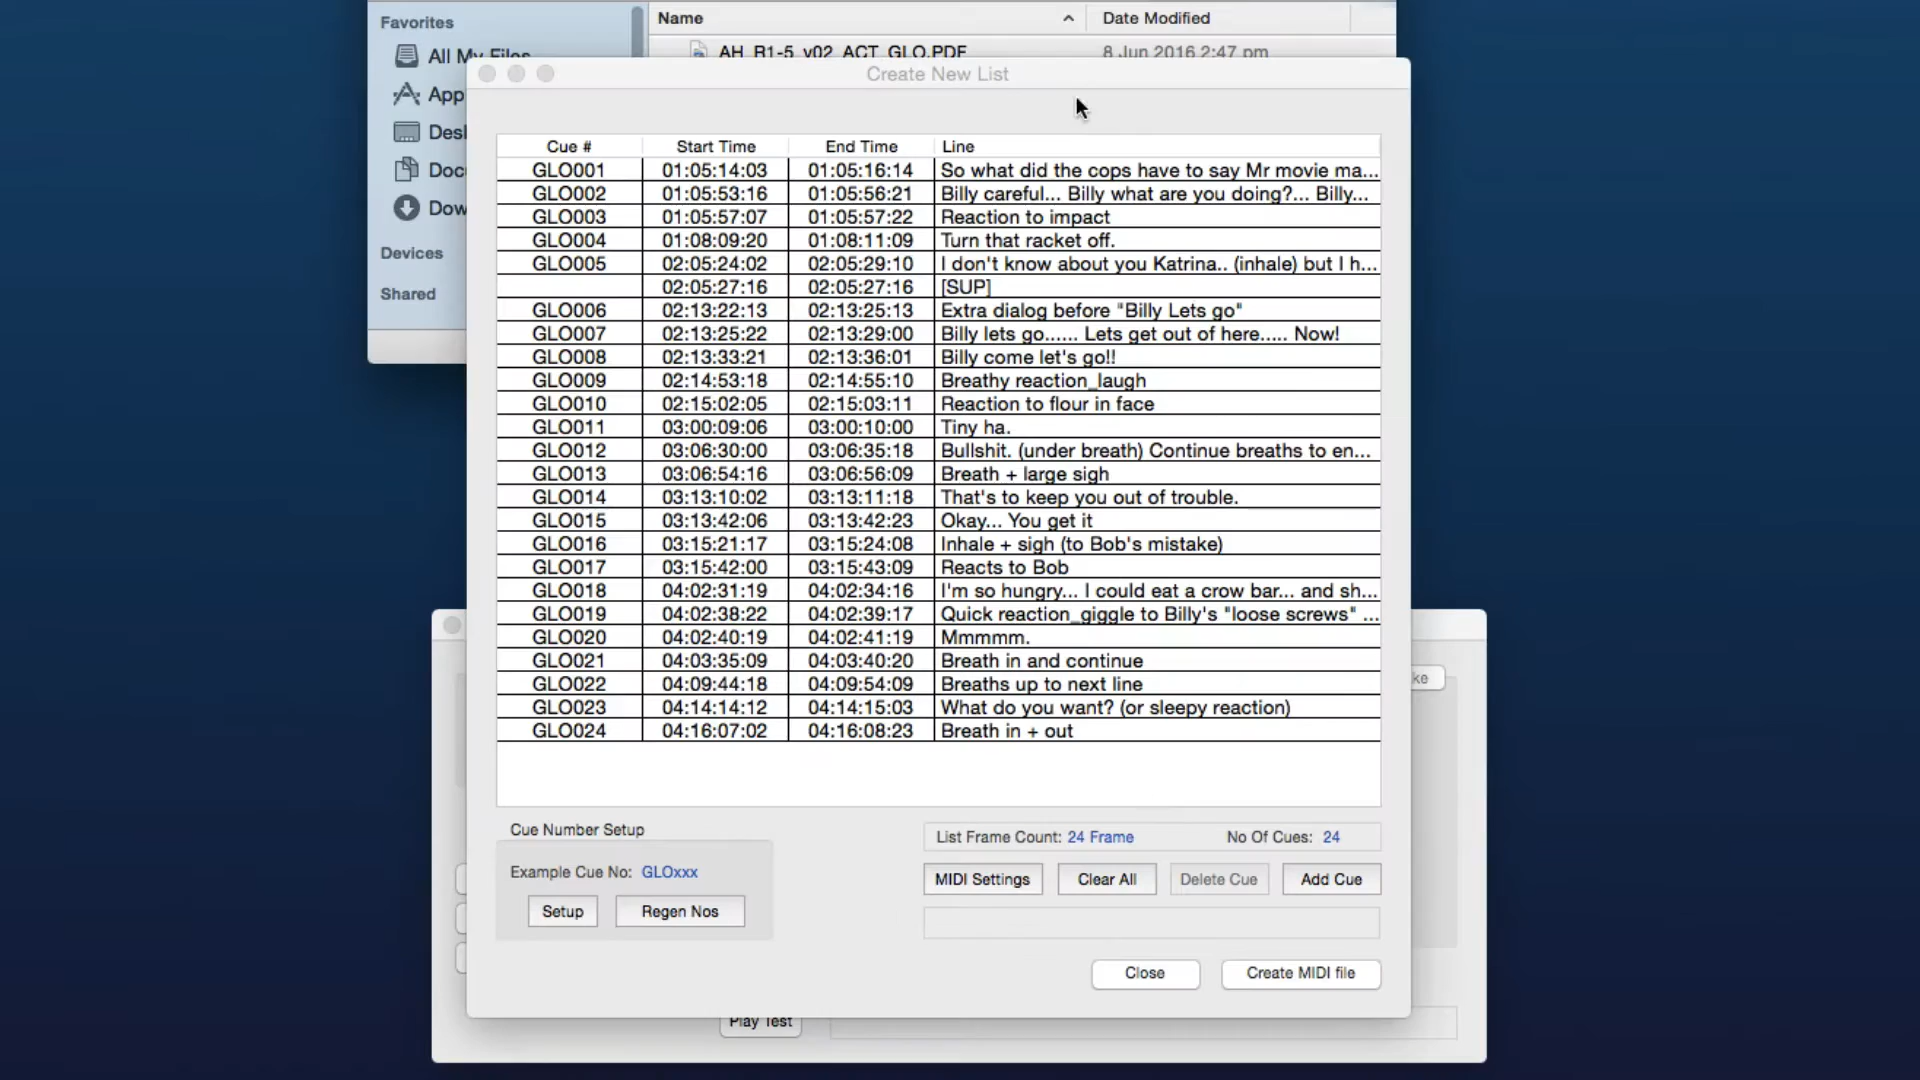 Favorites
Name Date Modified
All My Files
AH_R1-5_v02_ACT_GLO.PDF 8 Jun 2016 2:47 pm
Create New List
App
Desl
Docu
Dow
Devices
Shared
Cue # Start Time End Time Line
GLO001 01:05:14:03 01:05:16:14 So what did the cops have to say Mr movie ma...
GLO002 01:05:53:16 01:05:56:21 Billy careful... Billy what are you doing?... Billy...
GLO003 01:05:57:07 01:05:57:22 Reaction to impact
GLO004 01:08:09:20 01:08:11:09 Turn that racket off.
GLO005 02:05:24:02 02:05:29:10 I don't know about you Katrina.. (inhale) but I h...
02:05:27:16 02:05:27:16 [SUP]
GLO006 02:13:22:13 02:13:25:13 Extra dialog before "Billy Lets go"
GLO007 02:13:25:22 02:13:29:00 Billy lets go...... Lets get out of here..... Now!
GLO008 02:13:33:21 02:13:36:01 Billy come let's go!!
GLO009 02:14:53:18 02:14:55:10 Breathy reaction_laugh
GLO010 02:15:02:05 02:15:03:11 Reaction to flour in face
GLO011 03:00:09:06 03:00:10:00 Tiny ha.
GLO012 03:06:30:00 03:06:35:18 Bullshit. (under breath) Continue breaths to en...
GLO013 03:06:54:16 03:06:56:09 Breath + large sigh
GLO014 03:13:10:02 03:13:11:18 That's to keep you out of trouble.
GLO015 03:13:42:06 03:13:42:23 Okay... You get it
GLO016 03:15:21:17 03:15:24:08 Inhale + sigh (to Bob's mistake)
GLO017 03:15:42:00 03:15:43:09 Reacts to Bob
GLO018 04:02:31:19 04:02:34:16 I'm so hungry... I could eat a crow bar... and sh...
GLO019 04:02:38:22 04:02:39:17 Quick reaction_giggle to Billy's "loose screws" ...
GLO020 04:02:40:19 04:02:41:19 Mmmmm.
GLO021 04:03:35:09 04:03:40:20 Breath in and continue
GLO022 04:09:44:18 04:09:54:09 Breaths up to next line
GLO023 04:14:14:12 04:14:15:03 What do you want? (or sleepy reaction)
GLO024 04:16:07:02 04:16:08:23 Breath in + out
ke
Cue Number Setup
List Frame Count: 24 Frame No Of Cues: 24
Example Cue No: GLOxxx
MIDI Settings Clear All Delete Cue Add Cue
Setup Regen Nos
Close Create MIDI file
Play Test